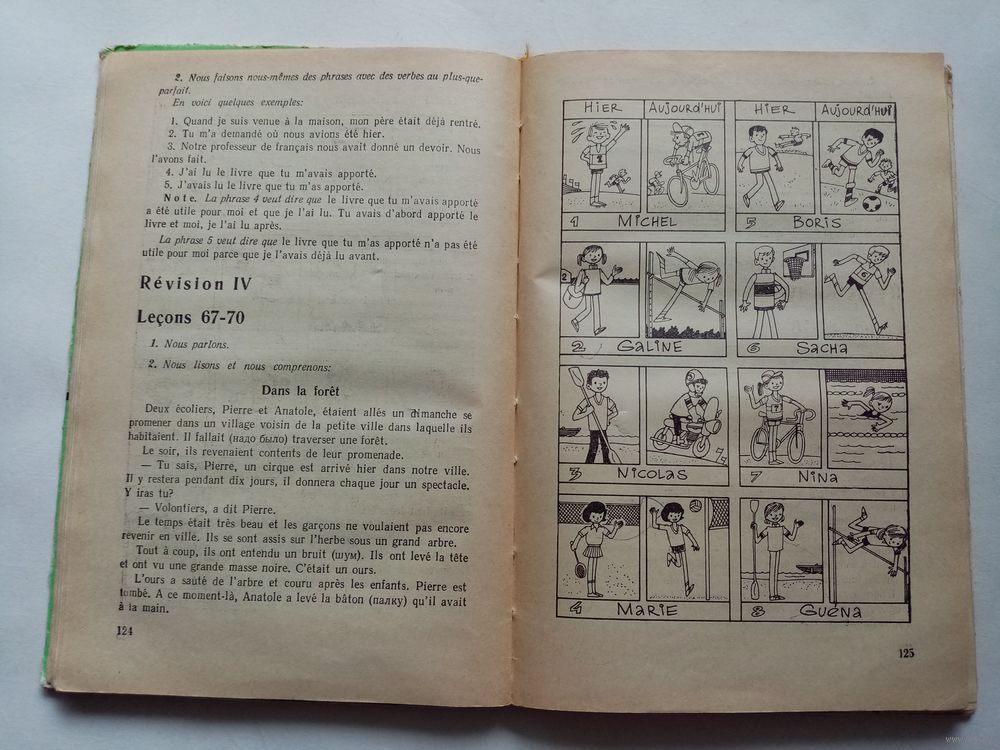 2. Nous faisons nous-mêmes des phrases avec des verbes au plus-que-
parfait.
En voici quelques exemples:
1. Quand je suis venue à la maison, mon père était déjà rentré.
2. Tu m'a demandé où nous avions été hier.
3. Notre professeur de français nous avait donné un devoir. Nous
l'avons fait.
4. J'ai lu le livre que tu m'avais apporté.
5. J'avais lu le livre que tu m'as apporté.
Note. La phrase 4 veut dire que le livre que tu m'avais apporté
a été utile pour moi et que je l'ai lu. Tu avais d'abord apporté le
livre et moi, je l'ai lu après.
La phrase 5 veut dire que le livre que tu m'as apporté n'a pas été
utile pour moi parce que je l'avais déjà lu avant.
Révision IV
Leçons 67-70
1. Nous parlons.
2. Nous lisons et nous comprenons:
Dans la forêt
Deux écoliers, Pierre et Anatole, étaient allés un dimanche se
promener dans un village voisin de la petite ville dans laquelle ils
habitaient. Il fallait (надо было) traverser une forêt.
Le soir, ils revenaient contents de leur promenade.
— Tu sais, Pierre, un cirque est arrivé hier dans notre ville.
Il y restera pendant dix jours, il donnera chaque jour un spectacle.
Y iras tu?
— Volontiers, a dit Pierre.
Le temps était très beau et les garçons ne voulaient pas encore
revenir en ville. Ils se sont assis sur l'herbe sous un grand arbre.
Tout à coup, ils ont entendu un bruit (шум). Ils ont levé la tête
et ont vu une grande masse noire. C'était un ours.
L'ours a sauté de l'arbre et couru après les enfants. Pierre est
tombé. A ce moment-là, Anatole a levé la bâton (палку) qu'il avait
à la main.
124
HIER AUJOURD'HUI HIER AUJOURD'HUI
1
1 MICHEL 5 BORIS
2 6
2 GALINE 6 SACHA
7
3 NICOLAS 7 NINA
4 MARIE 8 GUÉNA
125